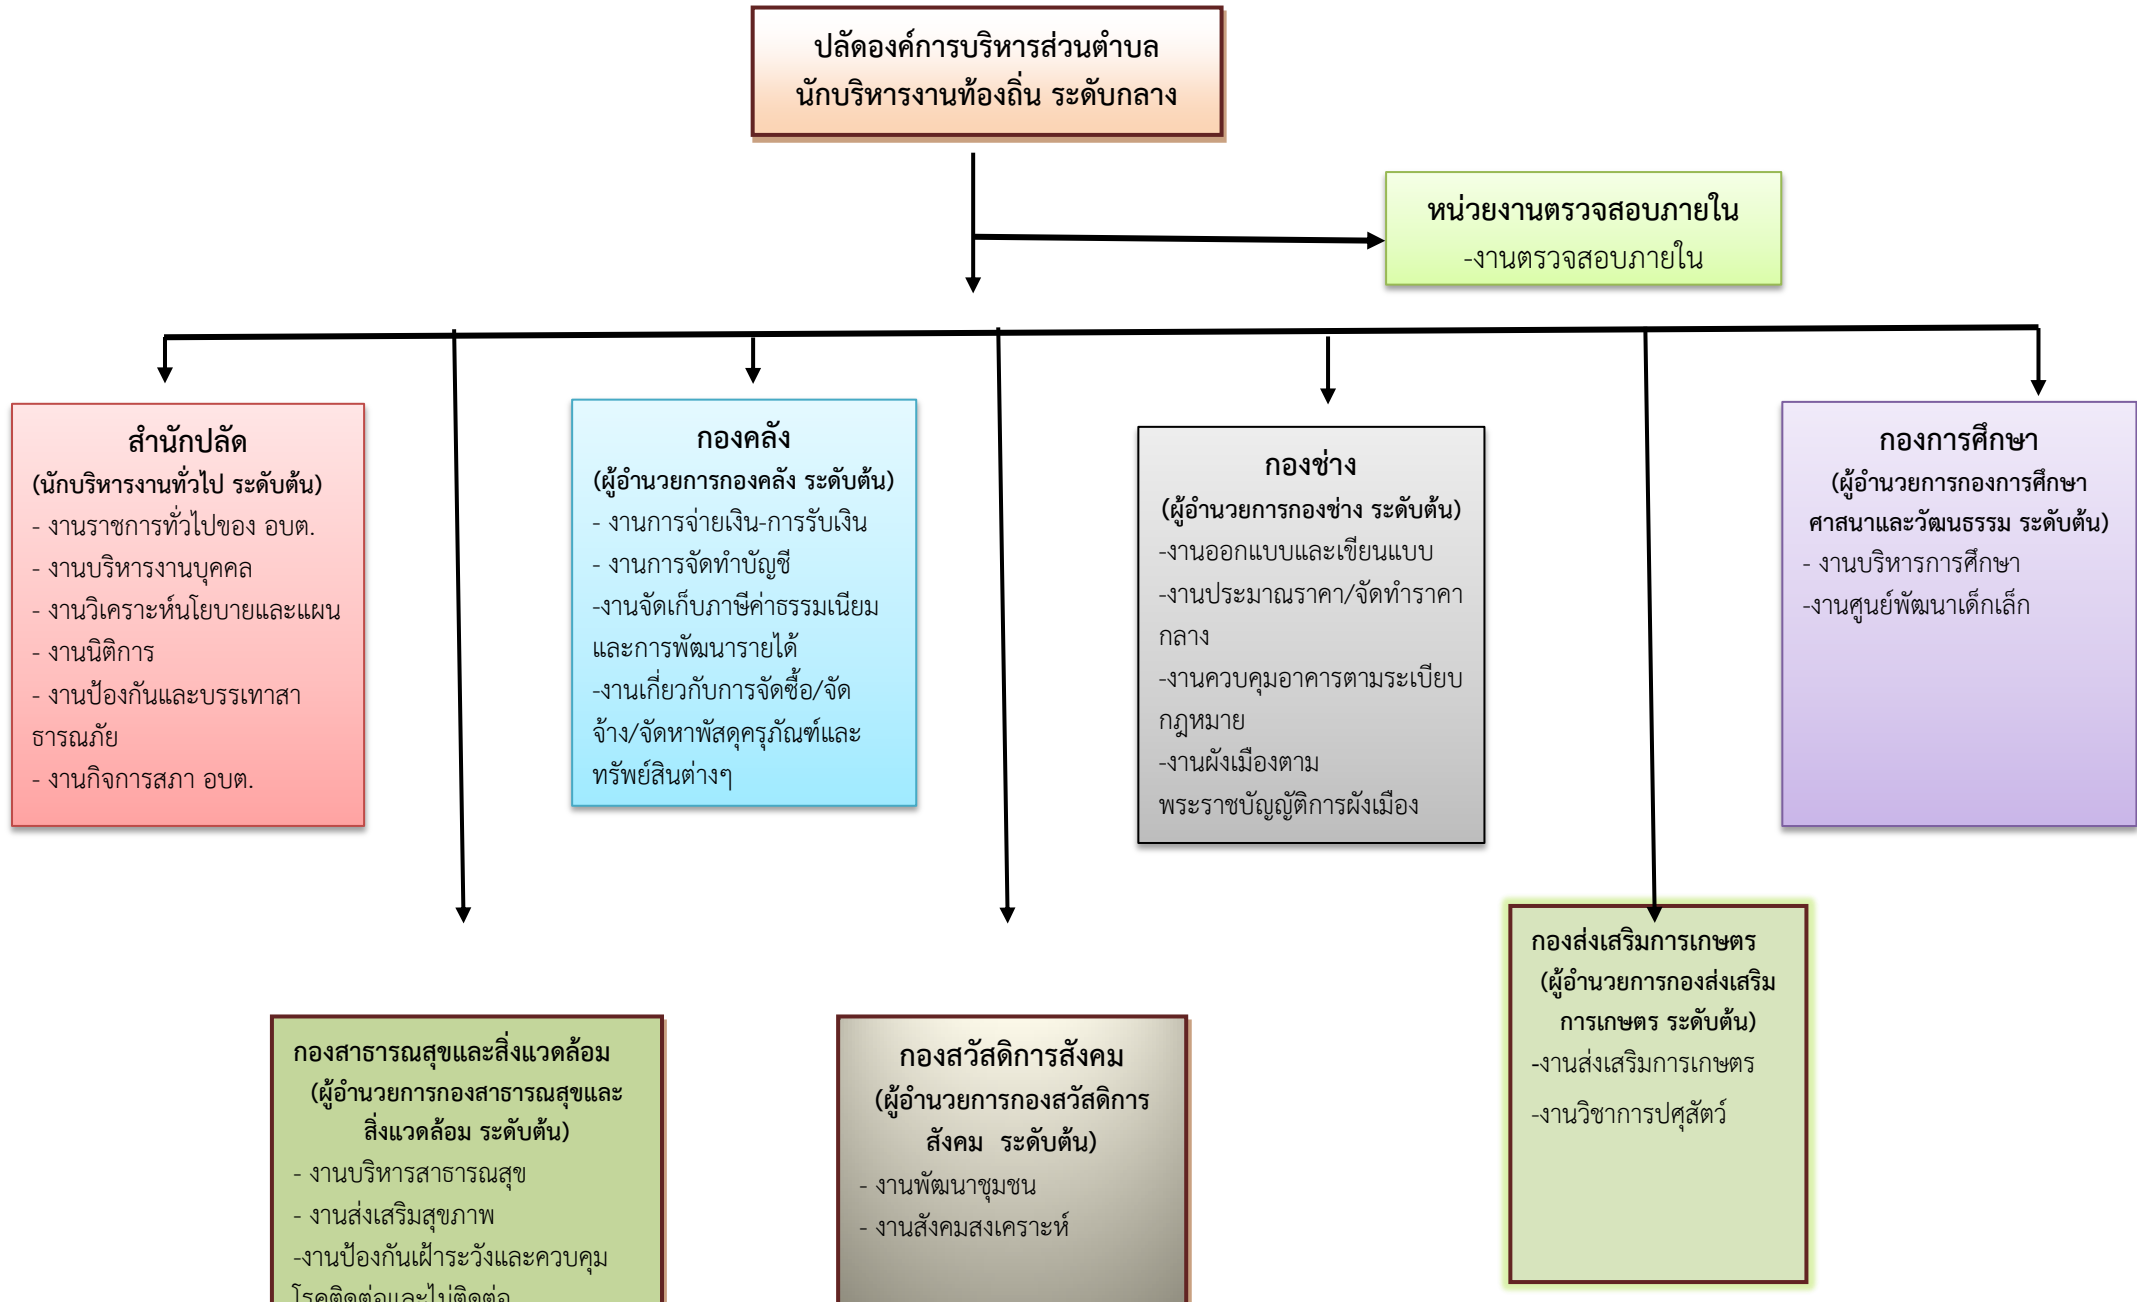 ปลัดองค์การบริหารส่วนตำบล
นักบริหารงานท้องถิ่น ระดับกลาง
หน่วยงานตรวจสอบภายใน
-งานตรวจสอบภายใน
สำนักปลัด
(นักบริหารงานทั่วไป ระดับต้น)
- งานราชการทั่วไปของ อบต.
- งานบริหารงานบุคคล
- งานวิเคราะห์นโยบายและแผน
- งานนิติการ
- งานป้องกันและบรรเทาสา
ธารณภัย
- งานกิจการสภา อบต.
กองคลัง
(ผู้อำนวยการกองคลัง ระดับต้น)
- งานการจ่ายเงิน-การรับเงิน
- งานการจัดทำบัญชี
-งานจัดเก็บภาษีค่าธรรมเนียม
และการพัฒนารายได้
-งานเกี่ยวกับการจัดซื้อ/จัด
จ้าง/จัดหาพัสดุครุภัณฑ์และ
ทรัพย์สินต่างๆ
กองช่าง
(ผู้อำนวยการกองช่าง ระดับต้น)
-งานออกแบบและเขียนแบบ
-งานประมาณราคา/จัดทำราคา
กลาง
-งานควบคุมอาคารตามระเบียบ
กฎหมาย
-งานผังเมืองตาม
พระราชบัญญัติการผังเมือง
กองการศึกษา
(ผู้อำนวยการกองการศึกษา
ศาสนาและวัฒนธรรม ระดับต้น)
- งานบริหารการศึกษา
-งานศูนย์พัฒนาเด็กเล็ก
กองสาธารณสุขและสิ่งแวดล้อม
(ผู้อำนวยการกองสาธารณสุขและ
สิ่งแวดล้อม ระดับต้น)
- งานบริหารสาธารณสุข
- งานส่งเสริมสุขภาพ
-งานป้องกันเฝ้าระวังและควบคุม
โรคติดต่อและไม่ติดต่อ
กองสวัสดิการสังคม
(ผู้อำนวยการกองสวัสดิการ
สังคม  ระดับต้น)
- งานพัฒนาชุมชน
- งานสังคมสงเคราะห์
กองส่งเสริมการเกษตร
(ผู้อำนวยการกองส่งเสริม
การเกษตร ระดับต้น)
-งานส่งเสริมการเกษตร
-งานวิชาการปศุสัตว์